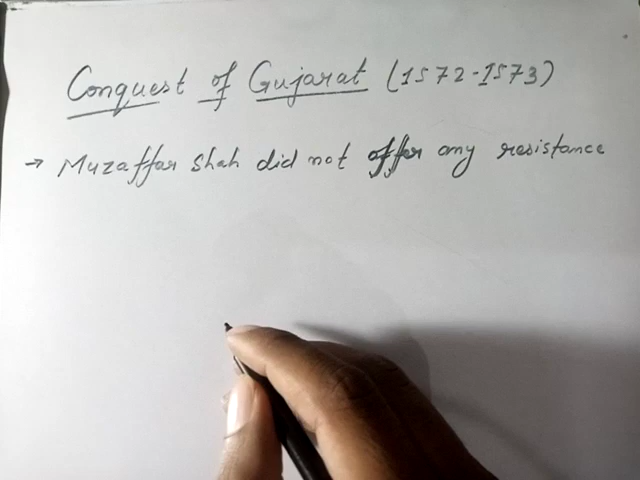 Conquest of Gujarat (1572-1573)
→ Muzaffar Shah did not offer any resistance